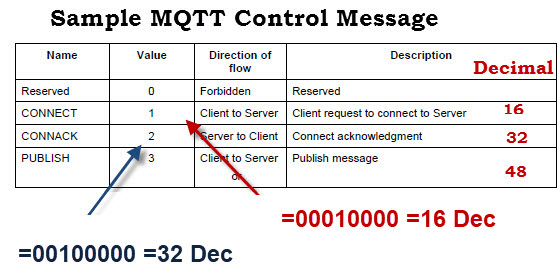 Sample MQTT Control Message
Name Value Direction of flow Description Decimal
Reserved 0 Forbidden Reserved
CONNECT 1 Client to Server Client request to connect to Server 16
CONNACK 2 Server to Client Connect acknowledgment 32
PUBLISH 3 Client to Server or Publish message 48
=00010000 =16 Dec
=00100000 =32 Dec